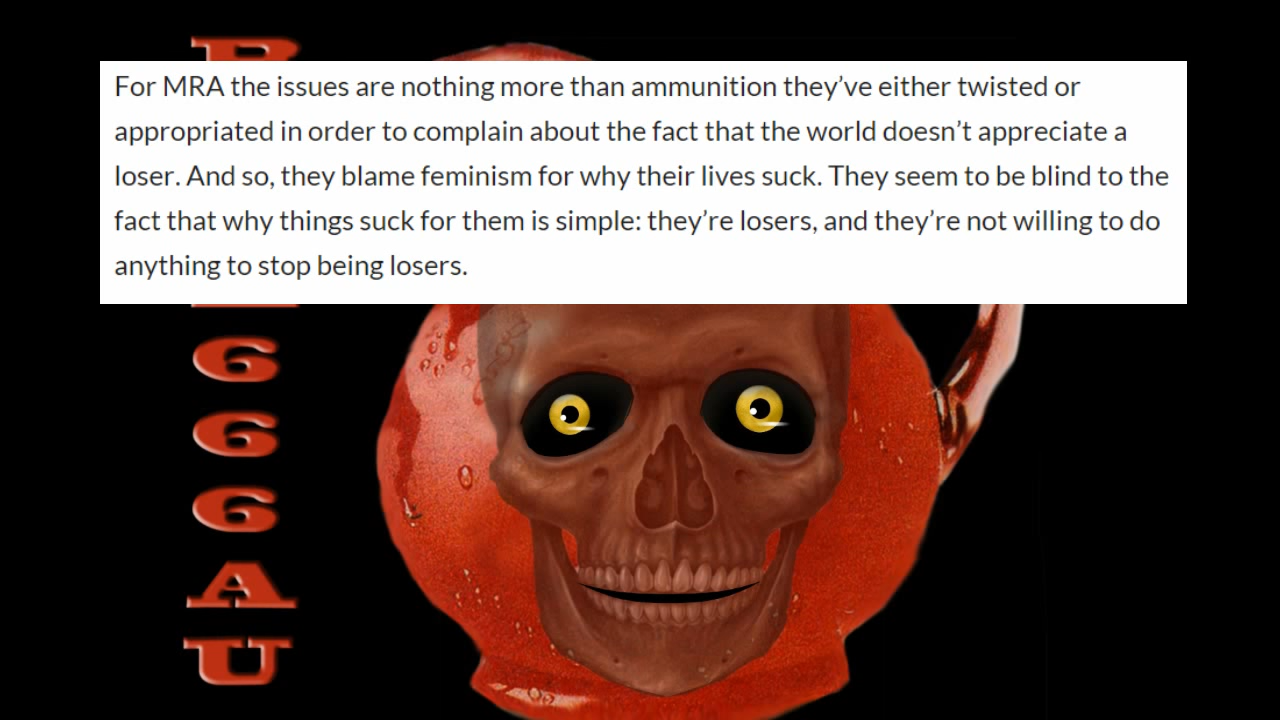 For MRA the issues are nothing more than ammunition they've either twisted or
appropriated in order to complain about the fact that the world doesn't appreciate a
loser. And so, they blame feminism for why their lives suck. They seem to be blind to the
fact that why things suck for them is simple: they're losers, and they're not willing to do
anything to stop being losers.
6
6
6
A
U